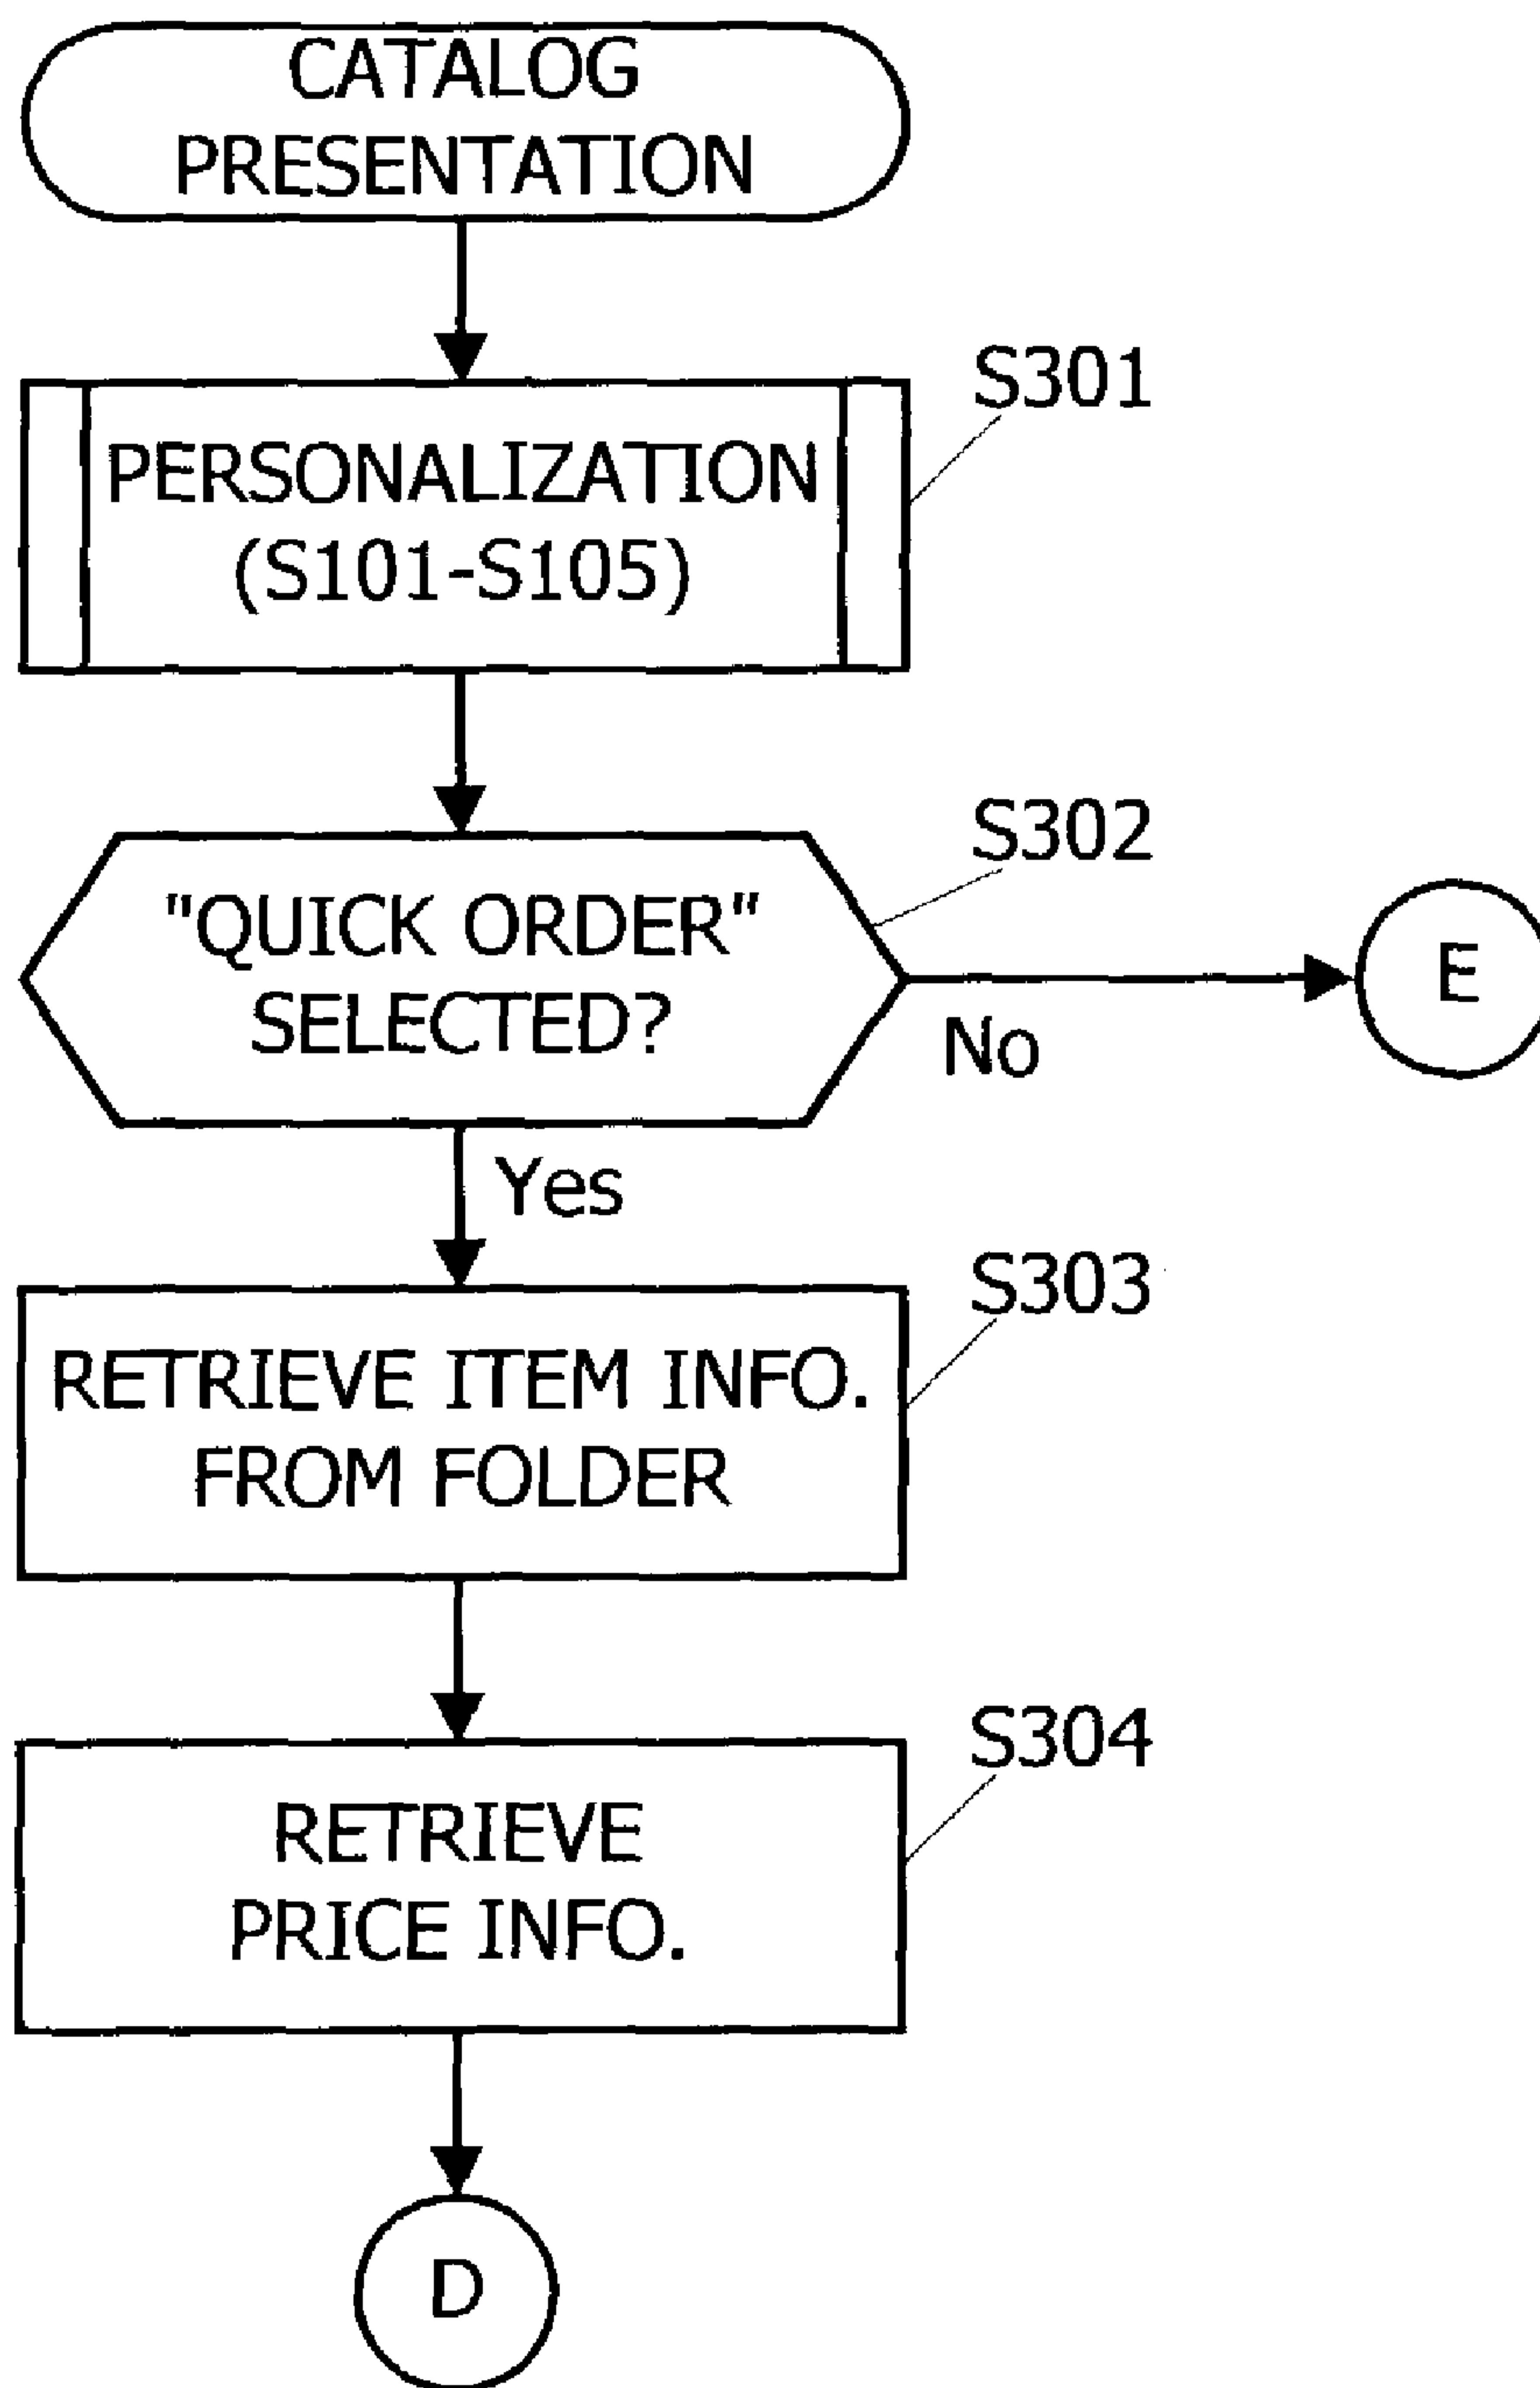 CATALOG
PRESENTATION
S301
PERSONALIZATION
(S101-S105)
S302
"QUICK ORDER"
SELECTED?
E
No
Yes
S303
RETRIEVE ITEM INFO.
FROM FOLDER
S304
RETRIEVE
PRICE INFO.
D